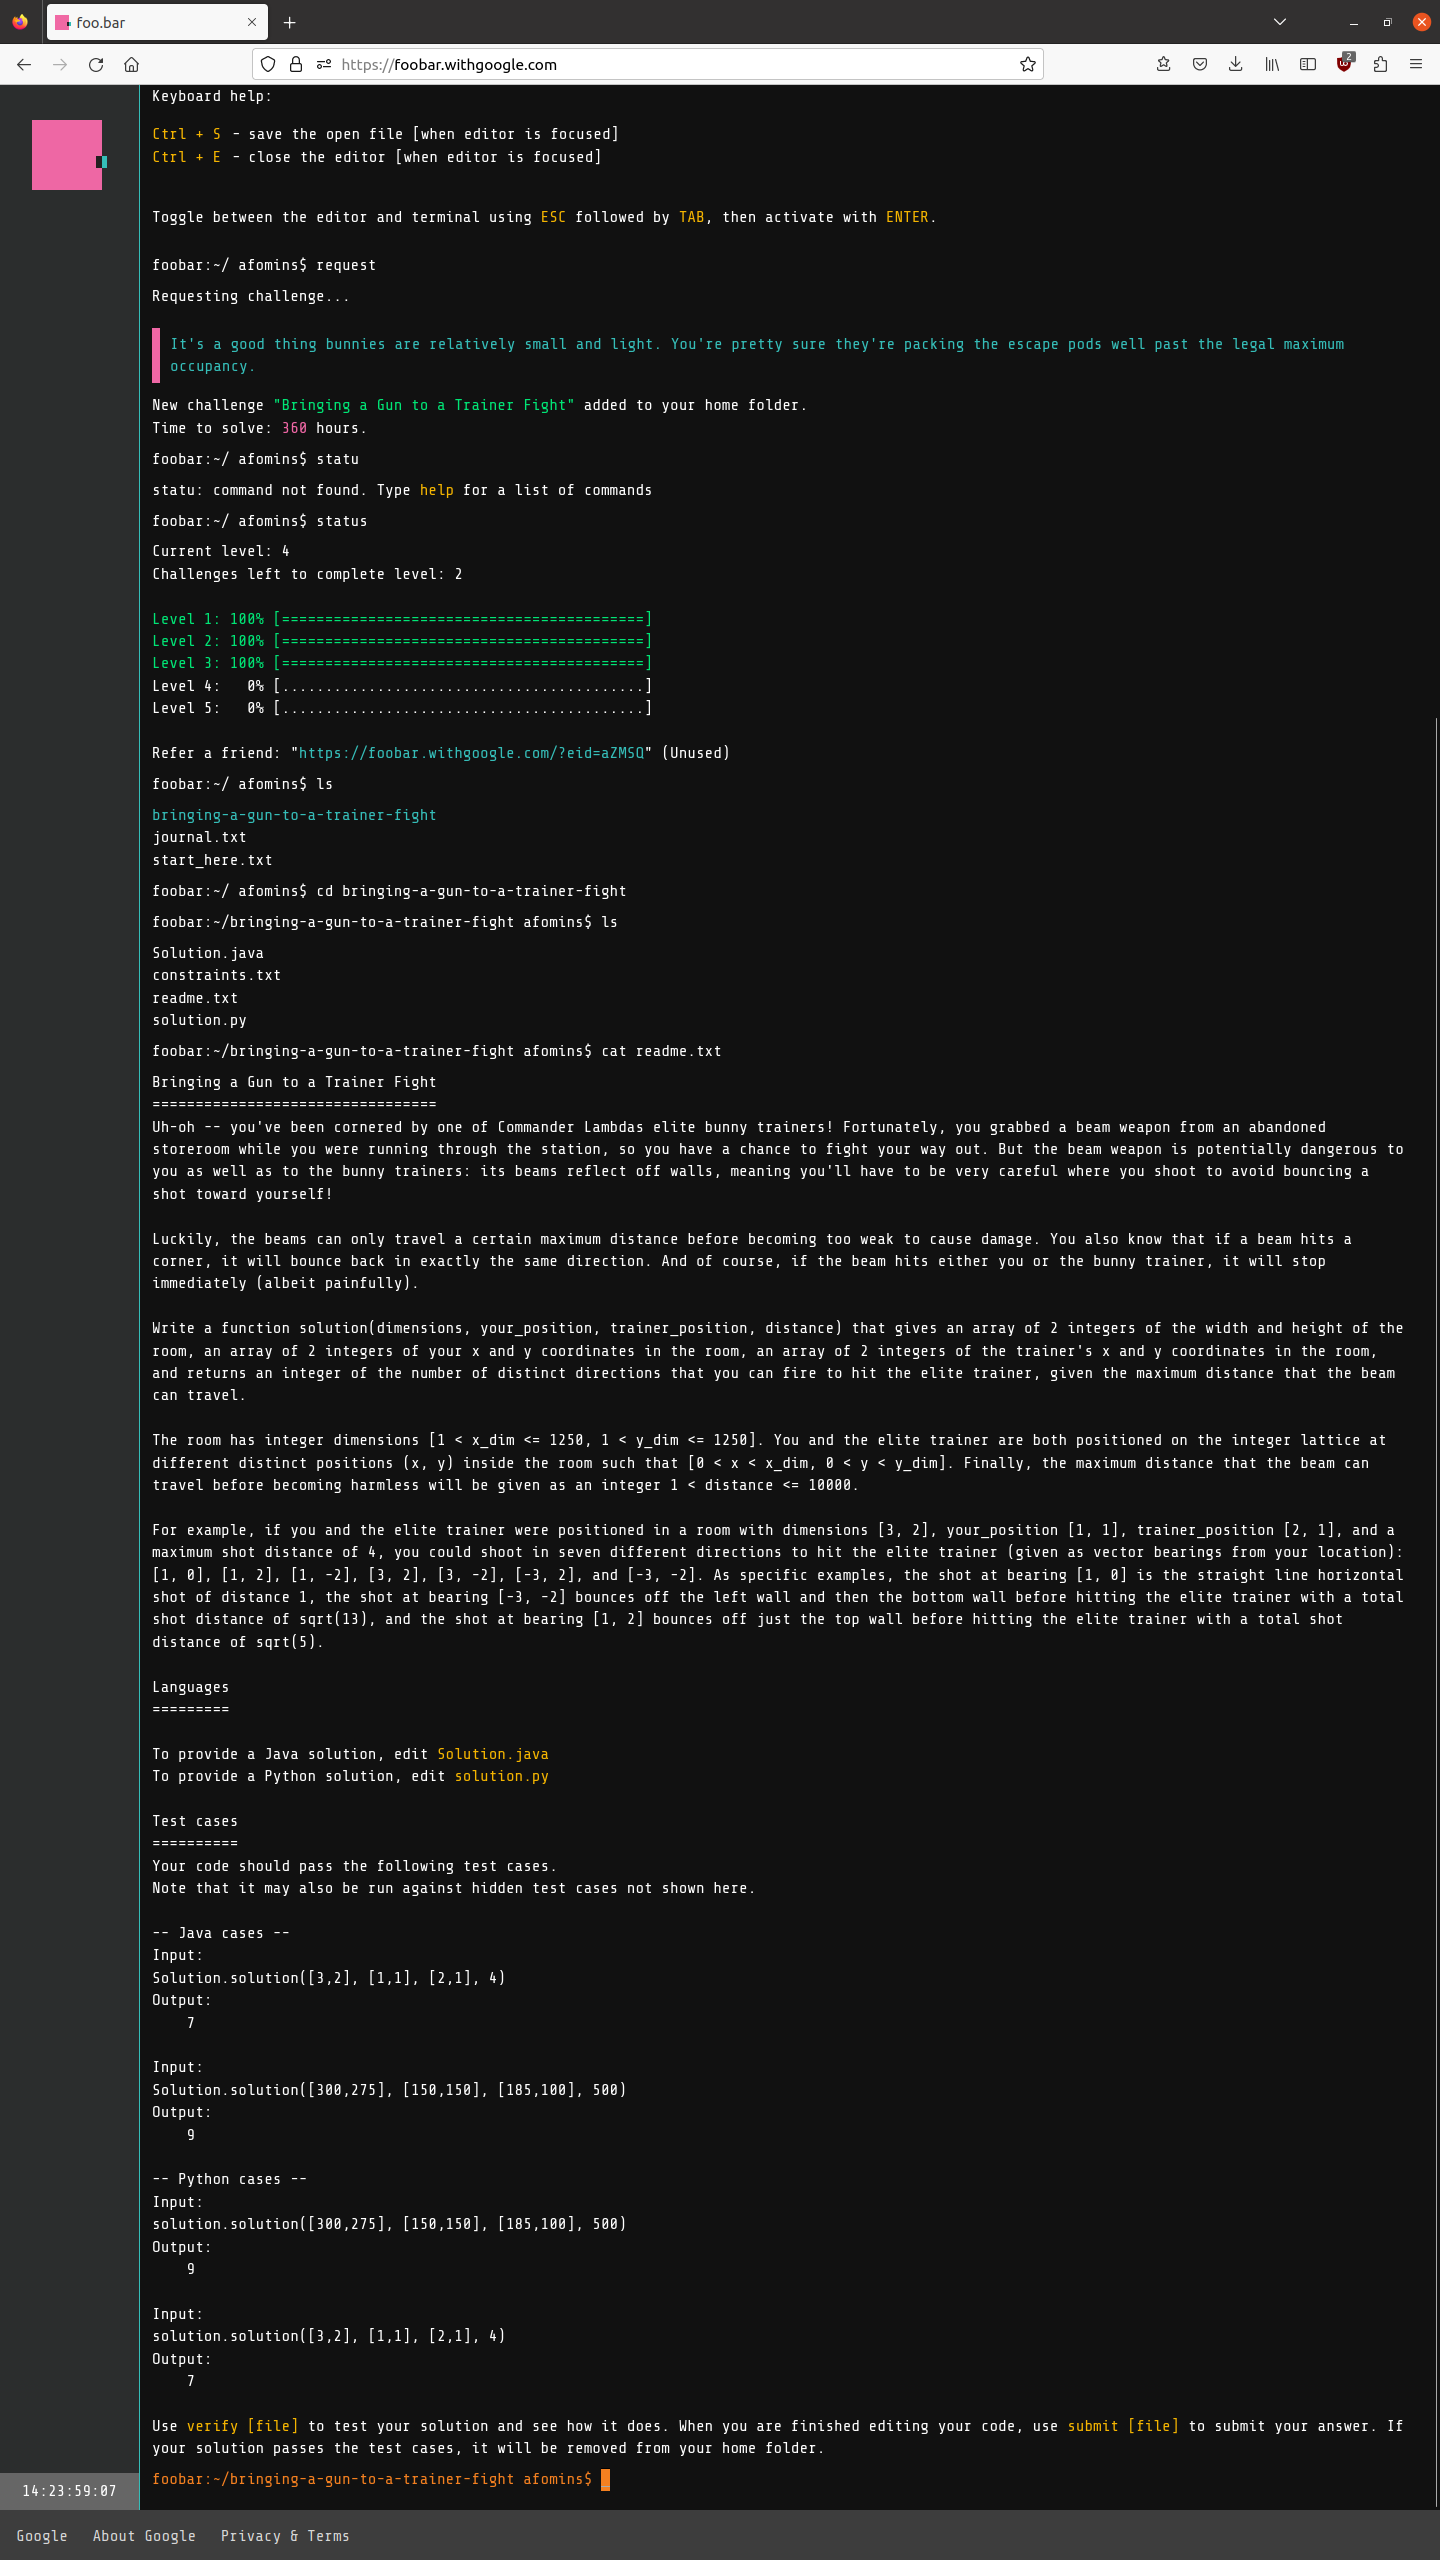 foo.bar
https://foobar.withgoogle.com
2
Keyboard help:
Ctrl + S - save the open file [when editor is focused]
Ctrl + E - close the editor [when editor is focused]
Toggle between the editor and terminal using ESC followed by TAB, then activate with ENTER.
foobar:~/ afomins$ request
Requesting challenge...
It's a good thing bunnies are relatively small and light. You're pretty sure they're packing the escape pods well past the legal maximum
occupancy.
New challenge "Bringing a Gun to a Trainer Fight" added to your home folder.
Time to solve: 360 hours.
foobar:~/ afomins$ statu
statu: command not found. Type help for a list of commands
foobar:~/ afomins$ status
Current level: 4
Challenges left to complete level: 2
Level 1: 100% [==========================================]
Level 2: 100% [==========================================]
Level 3: 100% [==========================================]
Level 4:   0% [..........................................]
Level 5:   0% [..........................................]
Refer a friend: "https://foobar.withgoogle.com/?eid=aZMSQ" (Unused)
foobar:~/ afomins$ ls
bringing-a-gun-to-a-trainer-fight
journal.txt
start_here.txt
foobar:~/ afomins$ cd bringing-a-gun-to-a-trainer-fight
foobar:~/bringing-a-gun-to-a-trainer-fight afomins$ ls
Solution.java
constraints.txt
readme.txt
solution.py
foobar:~/bringing-a-gun-to-a-trainer-fight afomins$ cat readme.txt
Bringing a Gun to a Trainer Fight
=================================
Uh-oh -- you've been cornered by one of Commander Lambdas elite bunny trainers! Fortunately, you grabbed a beam weapon from an abandoned
storeroom while you were running through the station, so you have a chance to fight your way out. But the beam weapon is potentially dangerous to
you as well as to the bunny trainers: its beams reflect off walls, meaning you'll have to be very careful where you shoot to avoid bouncing a
shot toward yourself!
Luckily, the beams can only travel a certain maximum distance before becoming too weak to cause damage. You also know that if a beam hits a
corner, it will bounce back in exactly the same direction. And of course, if the beam hits either you or the bunny trainer, it will stop
immediately (albeit painfully).
Write a function solution(dimensions, your_position, trainer_position, distance) that gives an array of 2 integers of the width and height of the
room, an array of 2 integers of your x and y coordinates in the room, an array of 2 integers of the trainer's x and y coordinates in the room,
and returns an integer of the number of distinct directions that you can fire to hit the elite trainer, given the maximum distance that the beam
can travel.
The room has integer dimensions [1 < x_dim <= 1250, 1 < y_dim <= 1250]. You and the elite trainer are both positioned on the integer lattice at
different distinct positions (x, y) inside the room such that [0 < x < x_dim, 0 < y < y_dim]. Finally, the maximum distance that the beam can
travel before becoming harmless will be given as an integer 1 < distance <= 10000.
For example, if you and the elite trainer were positioned in a room with dimensions [3, 2], your_position [1, 1], trainer_position [2, 1], and a
maximum shot distance of 4, you could shoot in seven different directions to hit the elite trainer (given as vector bearings from your location):
[1, 0], [1, 2], [1, -2], [3, 2], [3, -2], [-3, 2], and [-3, -2]. As specific examples, the shot at bearing [1, 0] is the straight line horizontal
shot of distance 1, the shot at bearing [-3, -2] bounces off the left wall and then the bottom wall before hitting the elite trainer with a total
shot distance of sqrt(13), and the shot at bearing [1, 2] bounces off just the top wall before hitting the elite trainer with a total shot
distance of sqrt(5).
Languages
=========
To provide a Java solution, edit Solution.java
To provide a Python solution, edit solution.py
Test cases
==========
Your code should pass the following test cases.
Note that it may also be run against hidden test cases not shown here.
-- Java cases --
Input:
Solution.solution([3,2], [1,1], [2,1], 4)
Output:
7
Input:
Solution.solution([300,275], [150,150], [185,100], 500)
Output:
9
-- Python cases --
Input:
solution.solution([300,275], [150,150], [185,100], 500)
Output:
9
Input:
solution.solution([3,2], [1,1], [2,1], 4)
Output:
7
Use verify [file] to test your solution and see how it does. When you are finished editing your code, use submit [file] to submit your answer. If
your solution passes the test cases, it will be removed from your home folder.
foobar:~/bringing-a-gun-to-a-trainer-fight afomins$
14:23:59:07
Google About Google Privacy & Terms